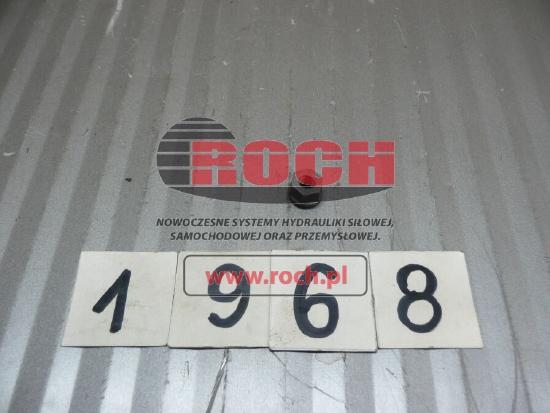 ROCH
NOWOCZESNE SYSTEMY HYDRAULIKI SIŁOWEJ,
SAMOCHODOWEJ ORAZ PRZEMYSŁOWEJ.
www.roch.pl
1 9 6 8